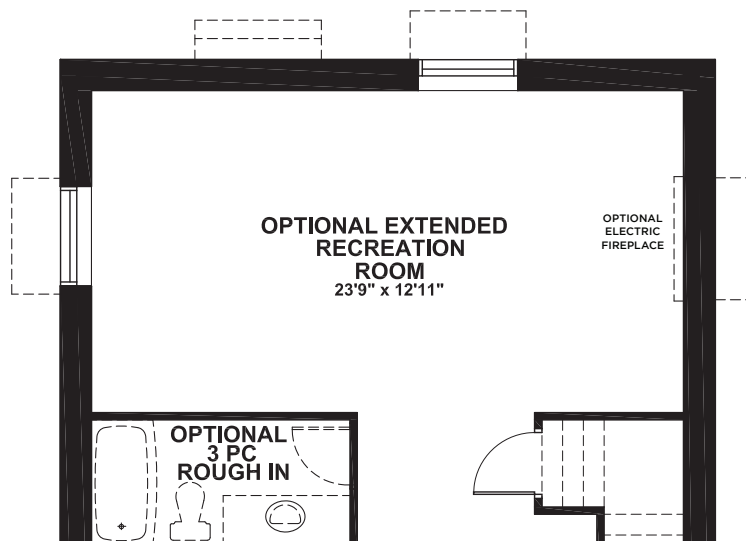 OPTIONAL EXTENDED
RECREATION
ROOM
23'9" x 12'11"
OPTIONAL
ELECTRIC
FIREPLACE
OPTIONAL
3 PC
ROUGH IN